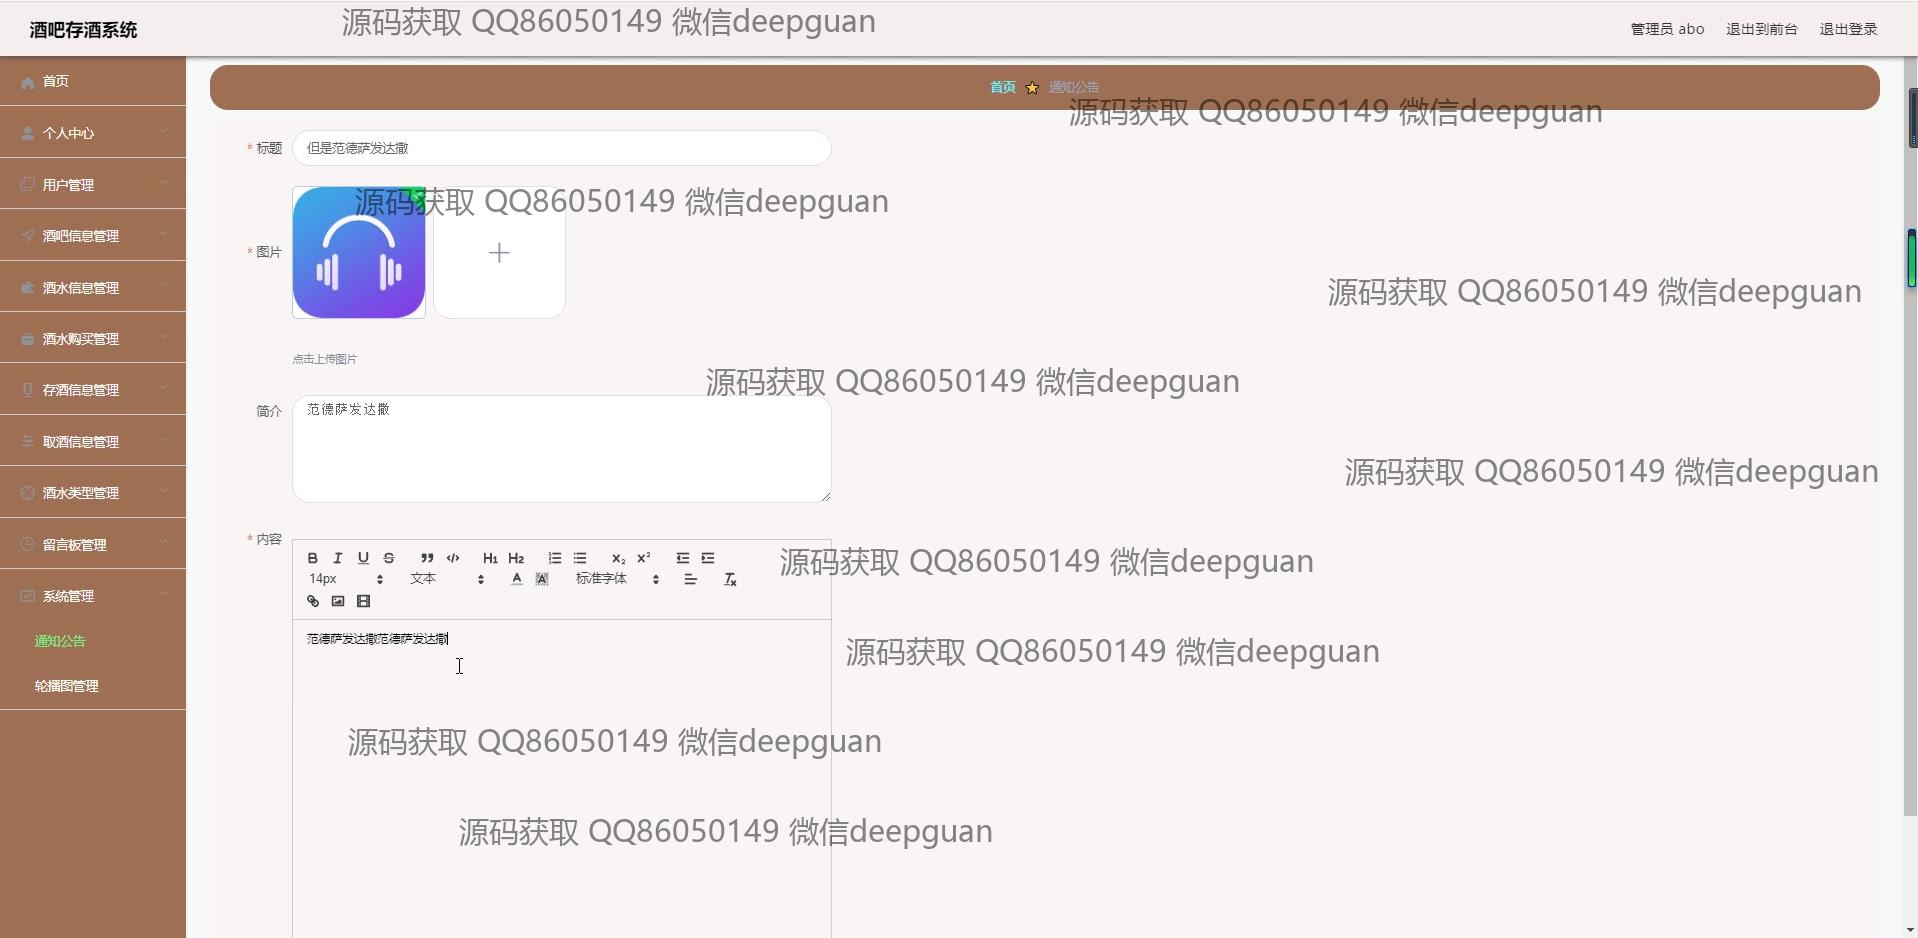 酒吧存酒系统
源码获取 QQ86050149 微信deepguan
管理员 abo 退出到前台 退出登录
首页
个人中心
用户管理
酒吧信息管理
酒水信息管理
酒水购买管理
存酒信息管理
取酒信息管理
酒水类型管理
留言板管理
系统管理
通知公告
轮播图管理
首页 通知公告
源码获取 QQ86050149 微信deepguan
* 标题 但是范德萨发达撒
源码获取 QQ86050149 微信deepguan
* 图片
源码获取 QQ86050149 微信deepguan
点击上传图片
源码获取 QQ86050149 微信deepguan
简介 范德萨发达撒
源码获取 QQ86050149 微信deepguan
* 内容
B I U S ” </> H1 H2 X₂ X²
源码获取 QQ86050149 微信deepguan
14px 文本 A A 标准字体 Tx
范德萨发达撒范德萨发达撒
源码获取 QQ86050149 微信deepguan
源码获取 QQ86050149 微信deepguan
源码获取 QQ86050149 微信deepguan